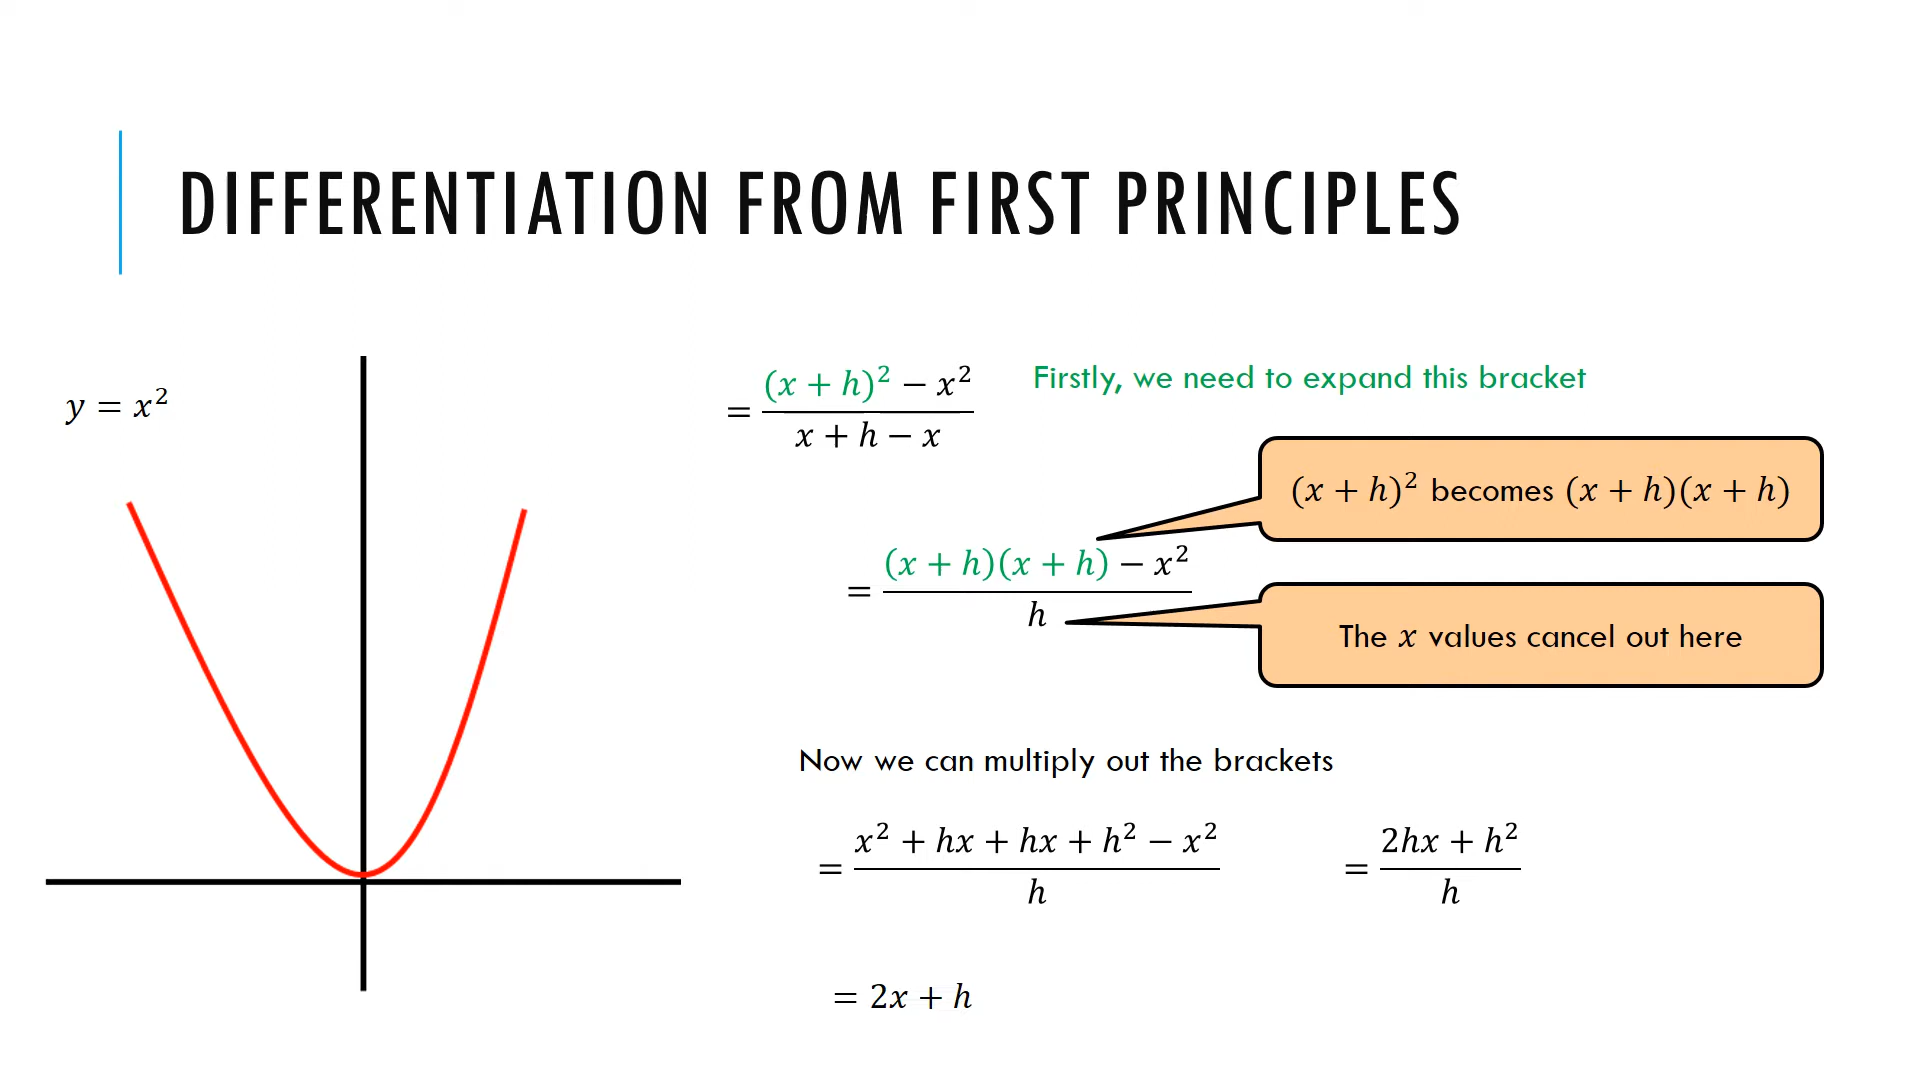 DIFFERENTIATION FROM FIRST PRINCIPLES
y = x²
= ((x + h)² − x²) / (x + h − x)
Firstly, we need to expand this bracket
(x + h)² becomes (x + h)(x + h)
= ((x + h)(x + h) − x²) / h
The x values cancel out here
Now we can multiply out the brackets
= (x² + hx + hx + h² − x²) / h
= (2hx + h²) / h
= 2x + h